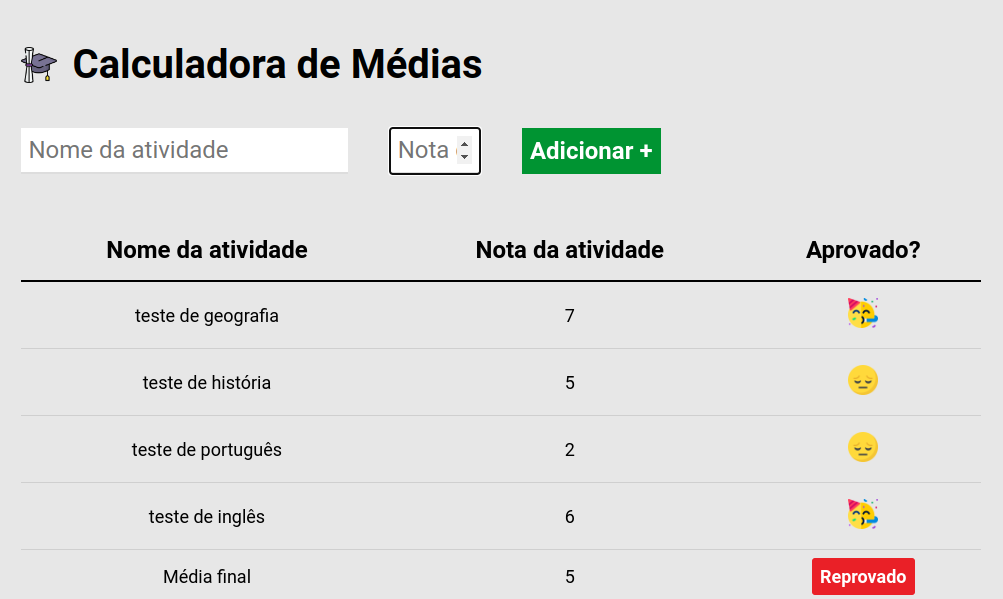 Calculadora de Médias
Nome da atividade Nota Adicionar +
Nome da atividade Nota da atividade Aprovado?
teste de geografia 7
teste de história 5
teste de português 2
teste de inglês 6
Média final 5 Reprovado